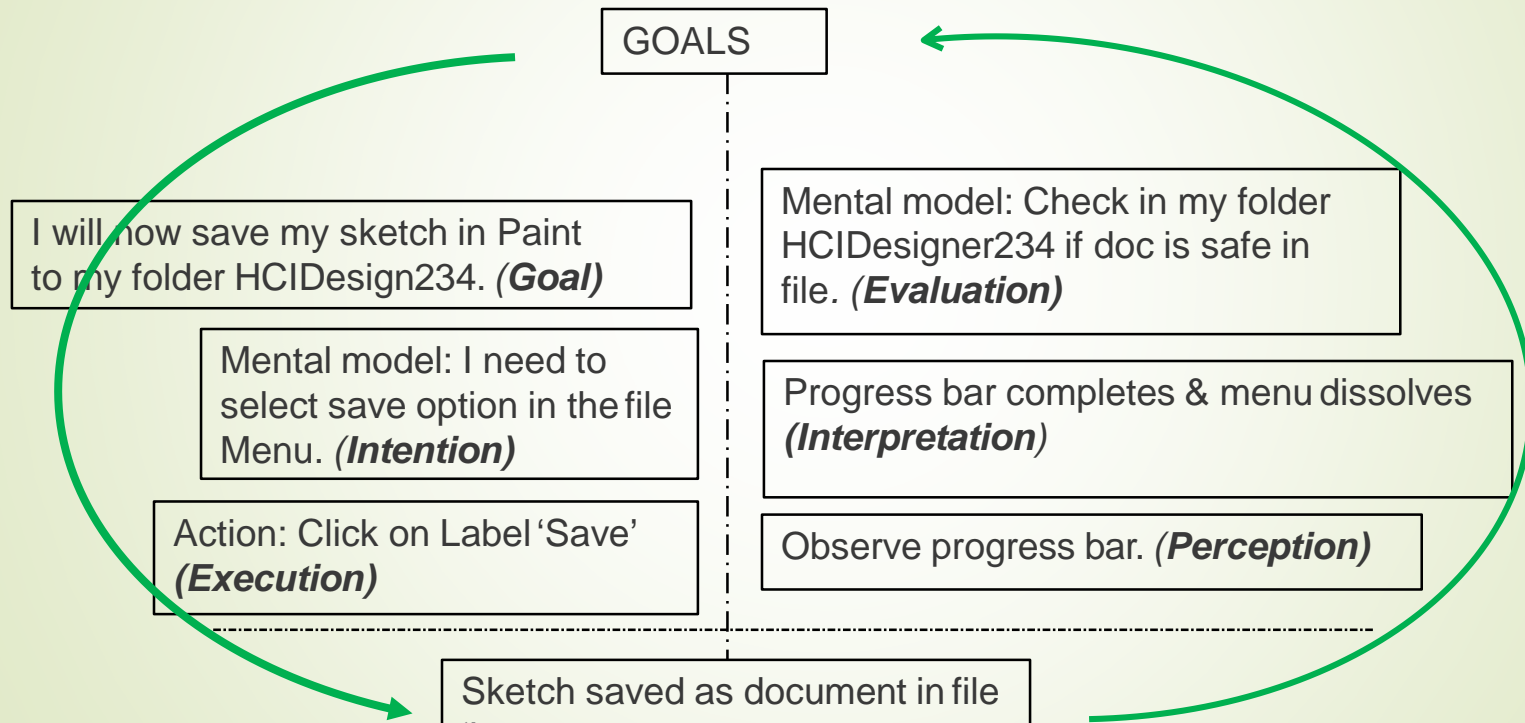 GOALS
I will now save my sketch in Paint
to my folder HCIDesign234. (Goal)
Mental model: I need to
select save option in the file
Menu. (Intention)
Action: Click on Label ‘Save’
(Execution)
Mental model: Check in my folder
HCIDesigner234 if doc is safe in
file. (Evaluation)
Progress bar completes & menu dissolves
(Interpretation)
Observe progress bar. (Perception)
Sketch saved as document in file